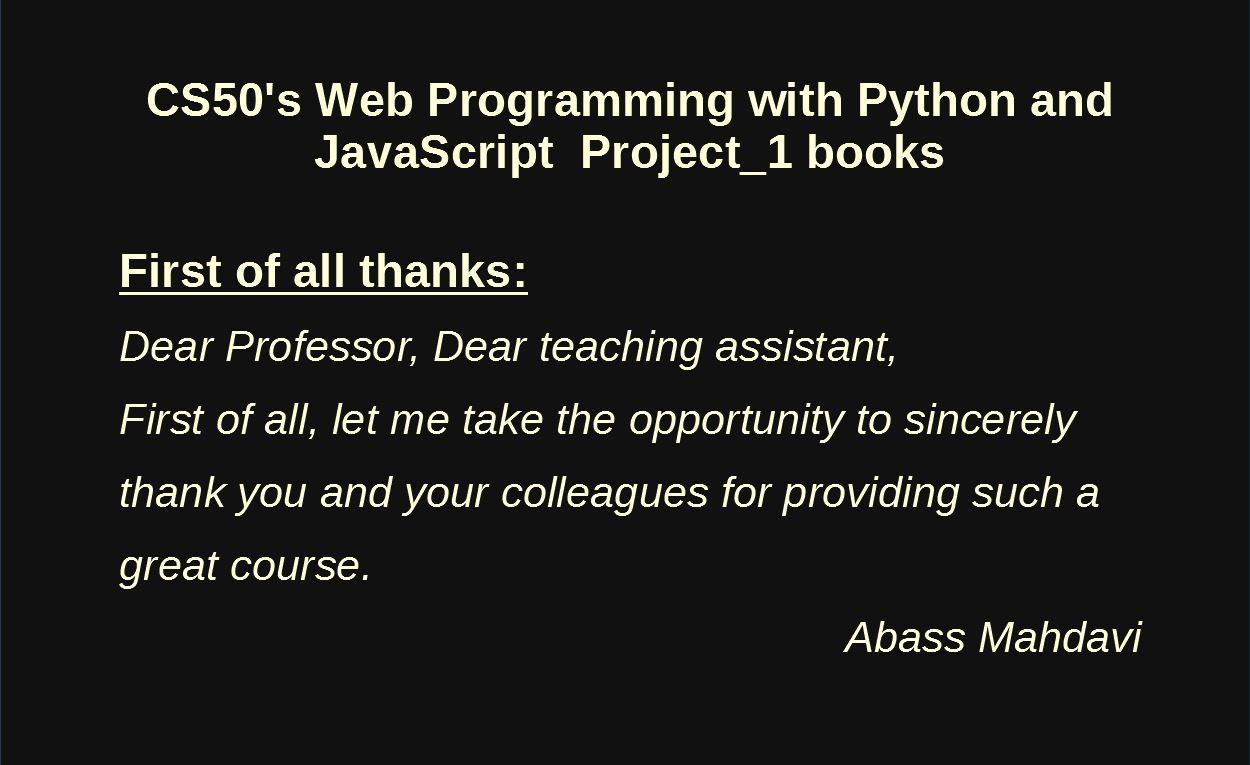 CS50's Web Programming with Python and
JavaScript  Project_1 books
First of all thanks:
Dear Professor, Dear teaching assistant,
First of all, let me take the opportunity to sincerely
thank you and your colleagues for providing such a
great course.
Abass Mahdavi